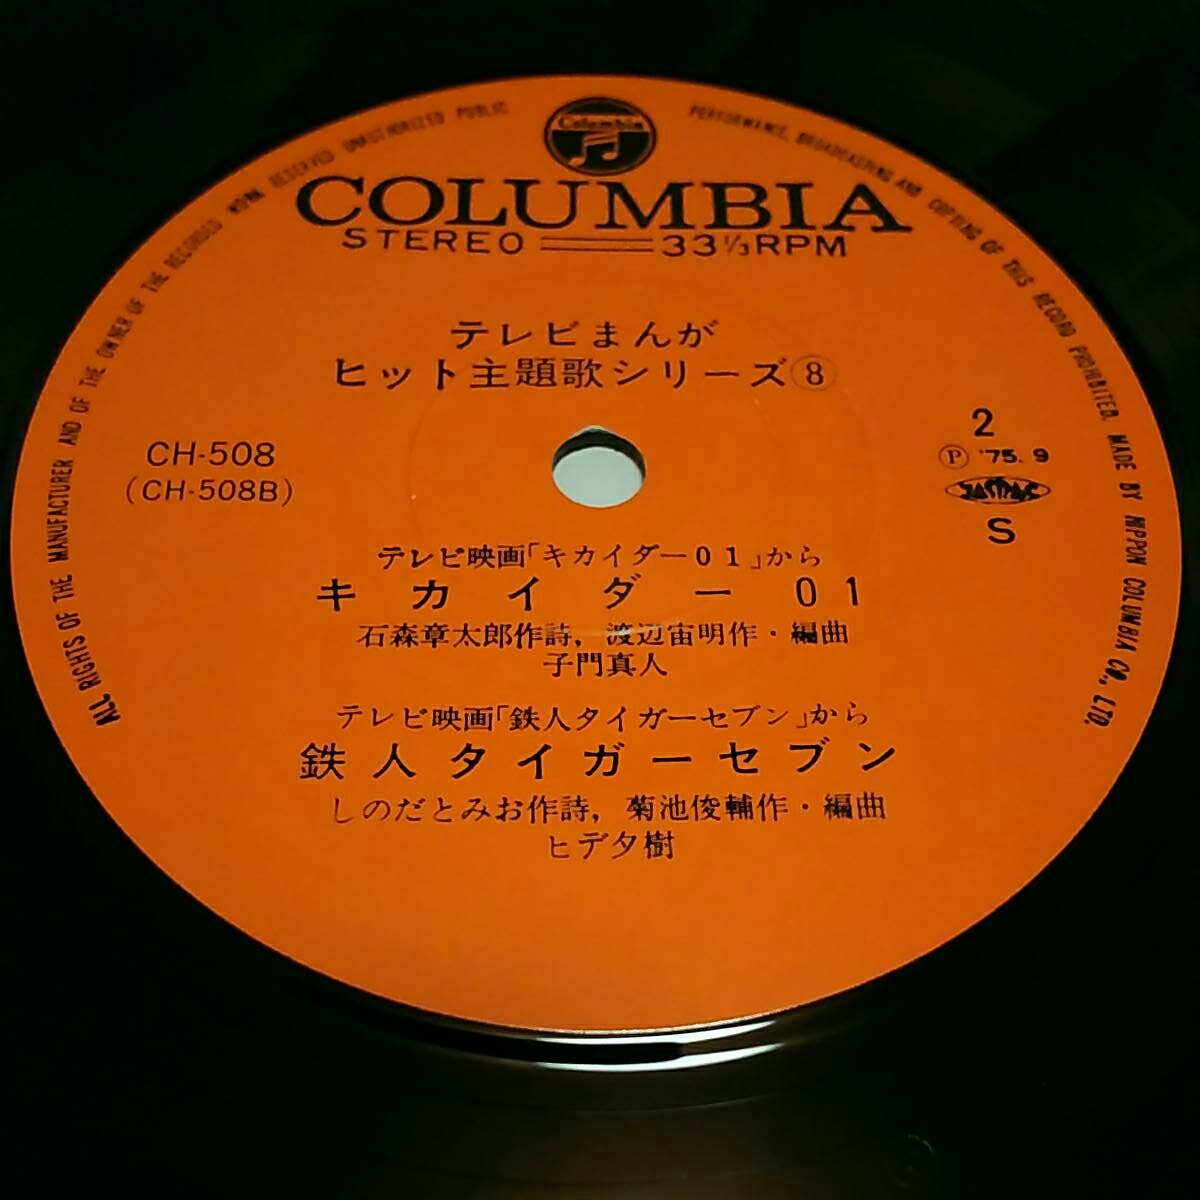 Columbia
COLUMBIA
STEREO 33⅓RPM
テレビまんが
ヒット主題歌シリーズ⑧
CH-508
(CH-508B)
2
Ⓟ '75. 9
JASRAC
S
テレビ映画「キカイダー01」から
キカイダー01
石森章太郎作詩, 渡辺宙明作・編曲
子門真人
テレビ映画「鉄人タイガーセブン」から
鉄人タイガーセブン
しのだとみお作詩, 菊池俊輔作・編曲
ヒデ夕樹
ALL RIGHTS OF THE MANUFACTURER AND OF THE OWNER OF THE RECORDED WORK RESERVED UNAUTHORIZED PUBLIC PERFORMANCE, BROADCASTING AND COPYING OF THIS RECORD PROHIBITED. MADE BY NIPPON COLUMBIA CO., LTD.